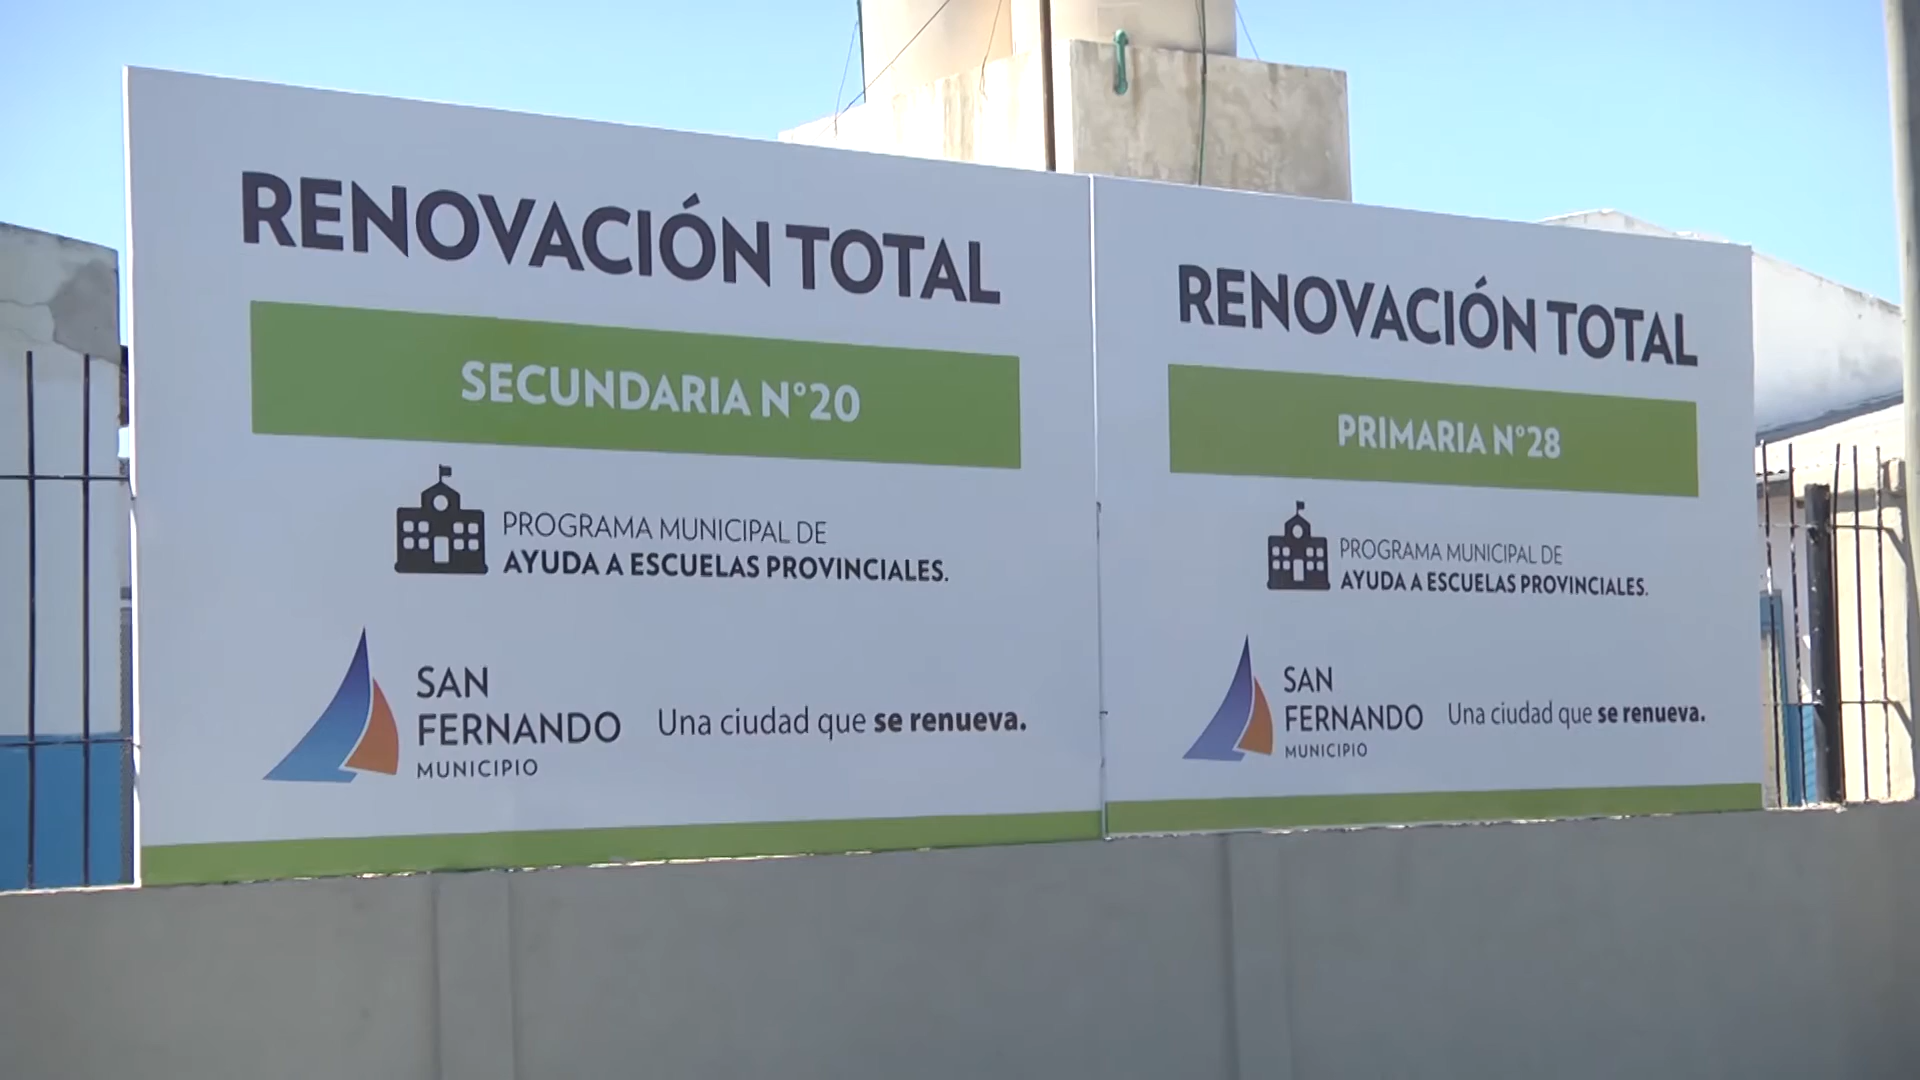 RENOVACIÓN TOTAL
SECUNDARIA N°20
PROGRAMA MUNICIPAL DE
AYUDA A ESCUELAS PROVINCIALES.
SAN
FERNANDO
MUNICIPIO
Una ciudad que se renueva.
RENOVACIÓN TOTAL
PRIMARIA N°28
PROGRAMA MUNICIPAL DE
AYUDA A ESCUELAS PROVINCIALES.
SAN
FERNANDO
MUNICIPIO
Una ciudad que se renueva.